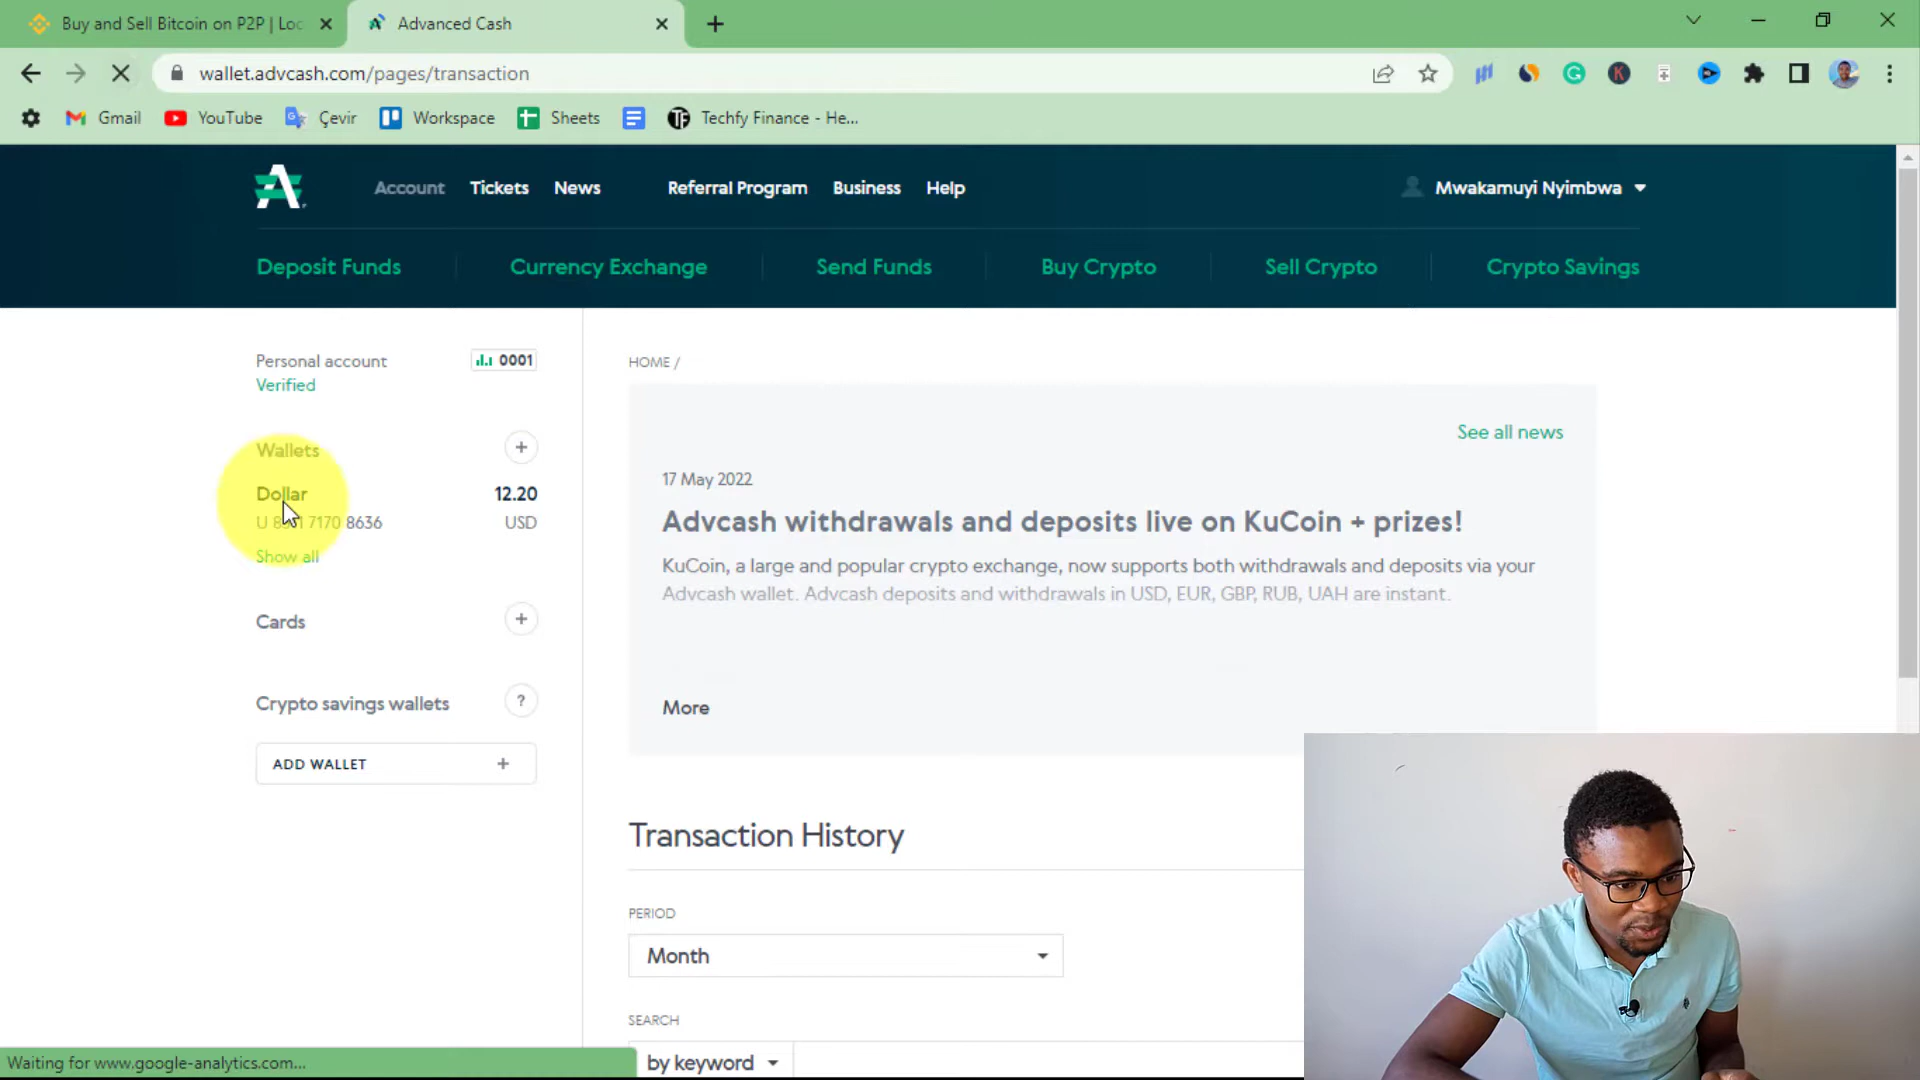 Buy and Sell Bitcoin on P2P | Loc
Advanced Cash
wallet.advcash.com/pages/transaction
Gmail
YouTube
Çevir
Workspace
Sheets
Techfy Finance - He...
Account
Tickets
News
Referral Program
Business
Help
Mwakamuyi Nyimbwa
Deposit Funds
Currency Exchange
Send Funds
Buy Crypto
Sell Crypto
Crypto Savings
Personal account
0001
Verified
Wallets
Dollar
12.20
U 7170 8636
USD
Show all
Cards
Crypto savings wallets
?
ADD WALLET
HOME /
See all news
17 May 2022
Advcash withdrawals and deposits live on KuCoin + prizes!
KuCoin, a large and popular crypto exchange, now supports both withdrawals and deposits via your
Advcash wallet. Advcash deposits and withdrawals in USD, EUR, GBP, RUB, UAH are instant.
More
Transaction History
PERIOD
Month
SEARCH
by keyword
Waiting for www.google-analytics.com...